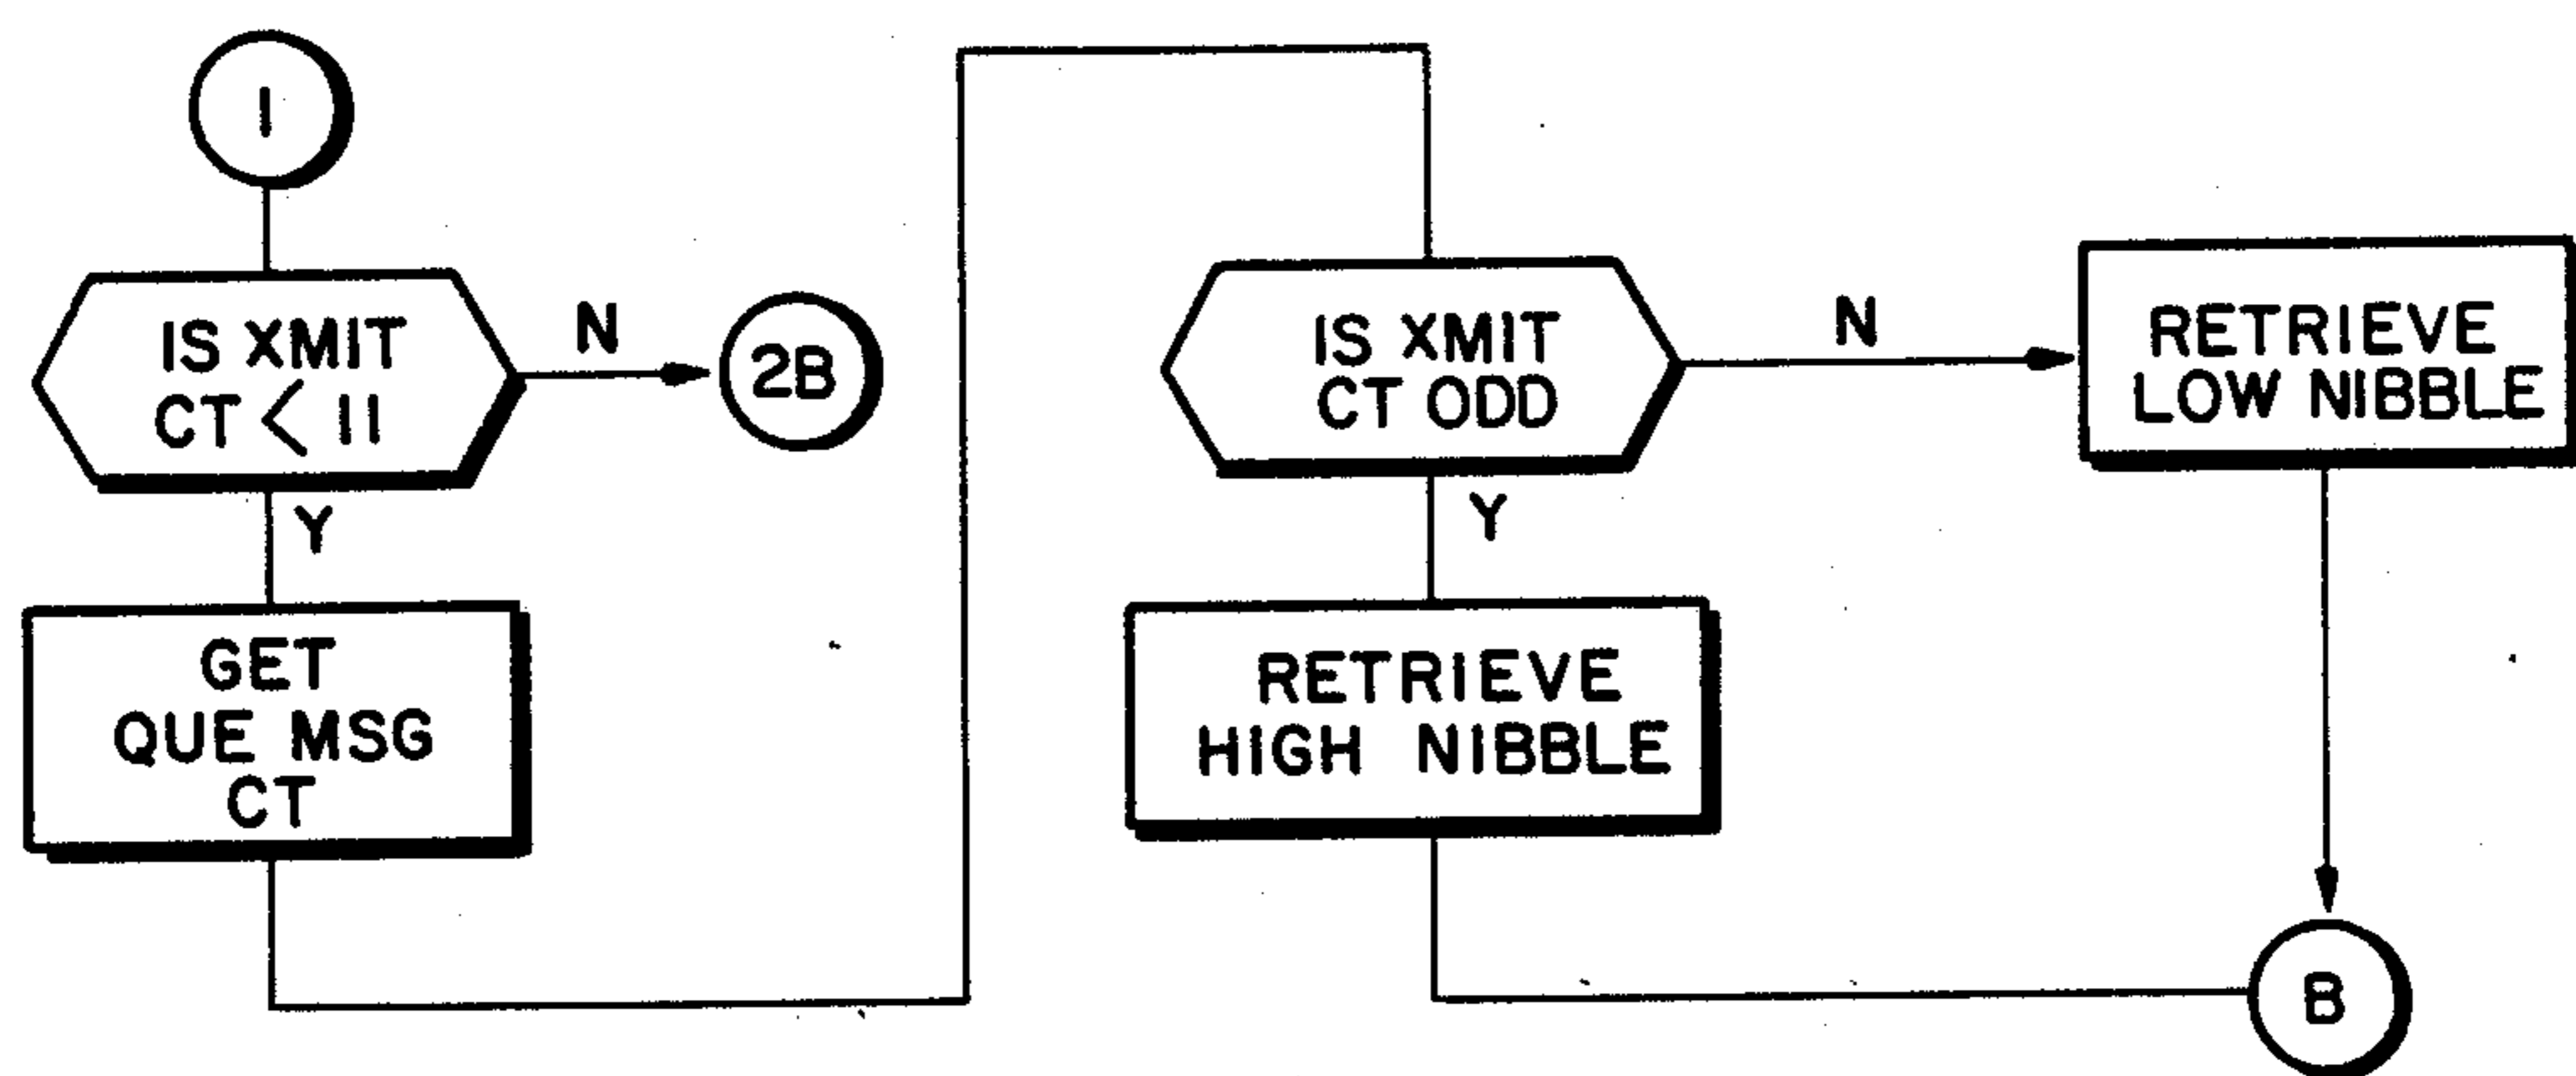 1
IS XMIT
CT < 11
N
2B
Y
GET
QUE MSG
CT
IS XMIT
CT ODD
N
RETRIEVE
LOW NIBBLE
Y
RETRIEVE
HIGH NIBBLE
B